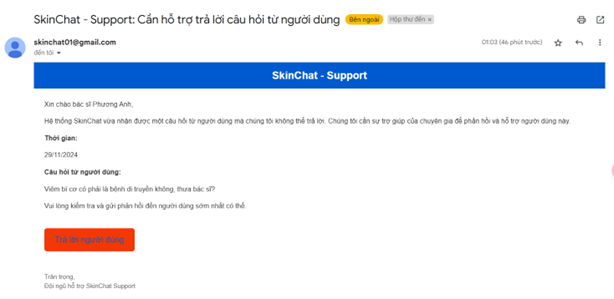 SkinChat - Support: Cần hỗ trợ trả lời câu hỏi từ người dùng Bên ngoài Hộp thư đến ×
skinchat01@gmail.com 01:03 (46 phút trước)
đến tôi
SkinChat - Support
Xin chào bác sĩ Phương Anh,
Hệ thống SkinChat vừa nhận được một câu hỏi từ người dùng mà chúng tôi không thể trả lời. Chúng tôi cần sự trợ giúp của chuyên gia để phản hồi và hỗ trợ người dùng này.
Thời gian:
29/11/2024
Câu hỏi từ người dùng:
Viêm bì cơ có phải là bệnh di truyền không, thưa bác sĩ?
Vui lòng kiểm tra và gửi phản hồi đến người dùng sớm nhất có thể.
Trả lời người dùng
Trân trọng,
Đội ngũ hỗ trợ SkinChat Support